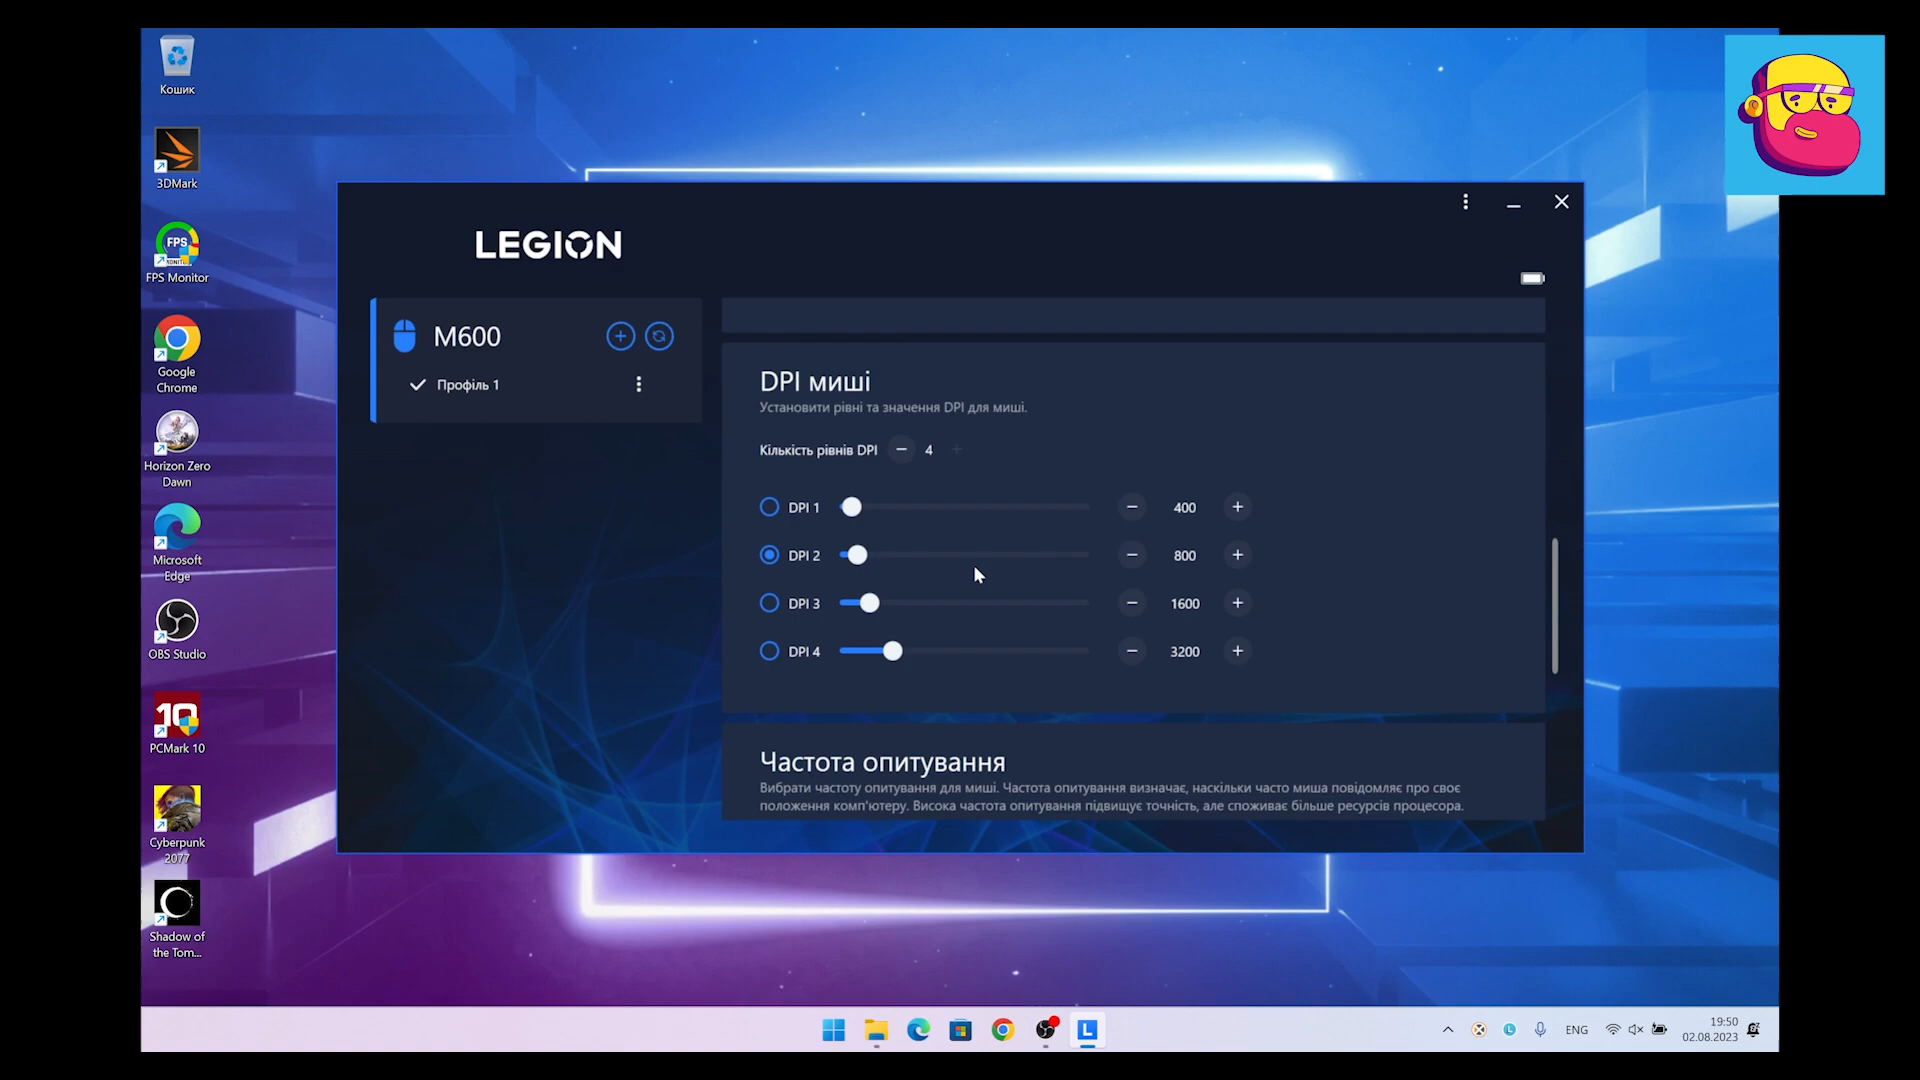 Кошик
3DMark
FPS
FPS Monitor
Google
Chrome
Horizon Zero
Dawn
Microsoft
Edge
OBS Studio
10
PCMark 10
Cyberpunk
2077
Shadow of
the Tom...
LEGION
M600
Профіль 1
DPI миші
Установити рівні та значення DPI для миші.
Кількість рівнів DPI − 4 +
DPI 1 − 400 +
DPI 2 − 800 +
DPI 3 − 1600 +
DPI 4 − 3200 +
Частота опитування
Вибрати частоту опитування для миші. Частота опитування визначає, наскільки часто миша повідомляє про своє
положення комп'ютеру. Висока частота опитування підвищує точність, але споживає більше ресурсів процесора.
L
L
ENG
19:50
02.08.2023